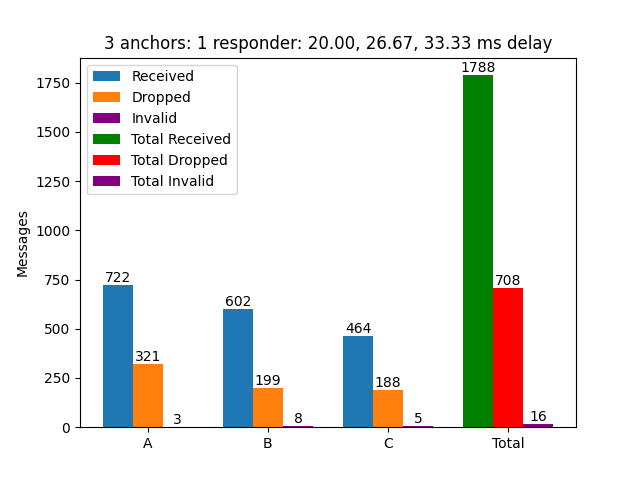 3 anchors: 1 responder: 20.00, 26.67, 33.33 ms delay
Received
Dropped
Invalid
Total Received
Total Dropped
Total Invalid
Messages
1750
1500
1250
1000
750
500
250
0
722
321
3
602
199
8
464
188
5
1788
708
16
A
B
C
Total